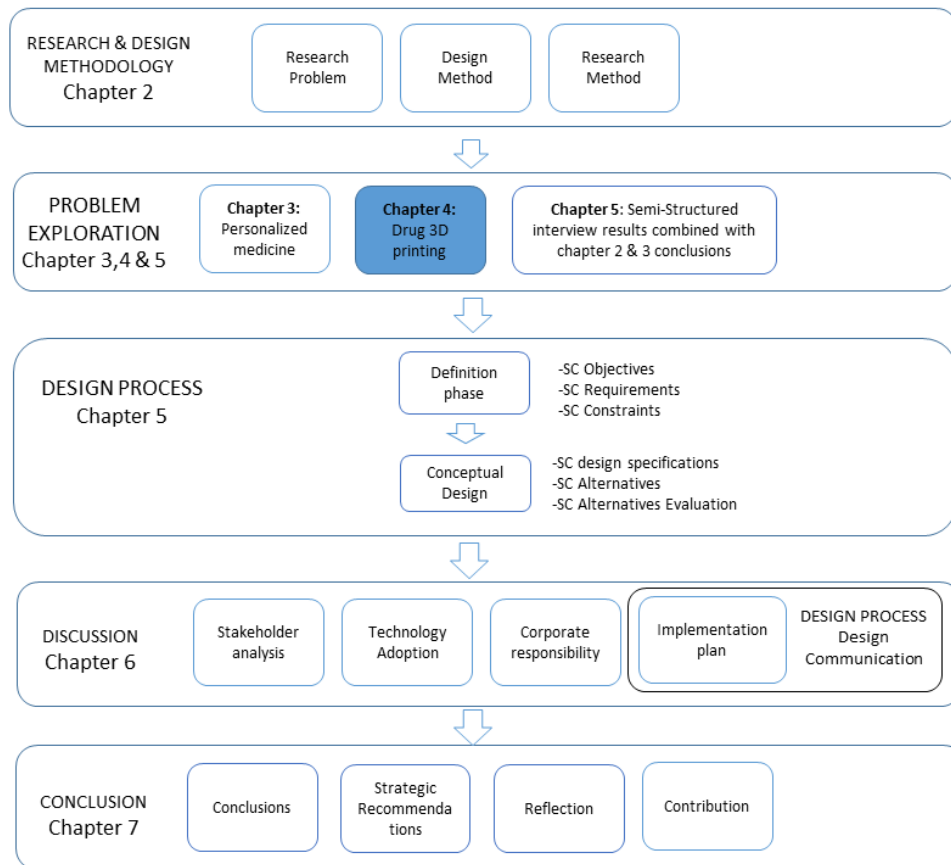 RESEARCH & DESIGN
METHODOLOGY
Chapter 2
Research
Problem
Design
Method
Research
Method
PROBLEM
EXPLORATION
Chapter 3,4 & 5
Chapter 3:
Personalized
medicine
Chapter 4:
Drug 3D
printing
Chapter 5: Semi-Structured
interview results combined with
chapter 2 & 3 conclusions
DESIGN PROCESS
Chapter 5
Definition
phase
-SC Objectives
-SC Requirements
-SC Constraints
Conceptual
Design
-SC design specifications
-SC Alternatives
-SC Alternatives Evaluation
DISCUSSION
Chapter 6
Stakeholder
analysis
Technology
Adoption
Corporate
responsibility
Implementation
plan
DESIGN PROCESS
Design
Communication
CONCLUSION
Chapter 7
Conclusions
Strategic
Recommenda
tions
Reflection
Contribution